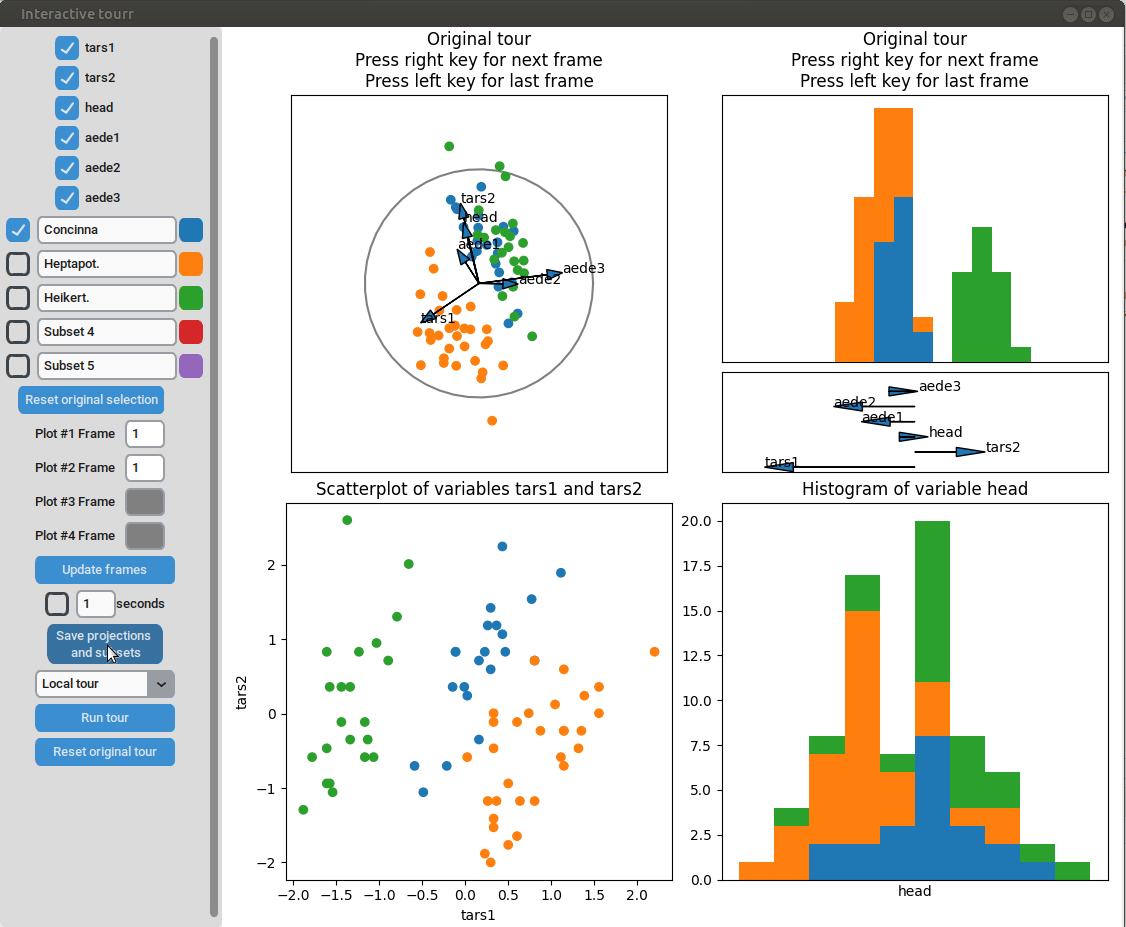 Interactive tourr
tars1
tars2
head
aede1
aede2
aede3
Concinna
Heptapot.
Heikert.
Subset 4
Subset 5
Reset original selection
Plot #1 Frame 1
Plot #2 Frame 1
Plot #3 Frame
Plot #4 Frame
Update frames
1 seconds
Save projections
and subsets
Local tour
Run tour
Reset original tour
Original tour
Press right key for next frame
Press left key for last frame
tars2
head
aede1
aede3
aede2
tars1
Original tour
Press right key for next frame
Press left key for last frame
aede3
aede2
aede1
head
tars2
tars1
Scatterplot of variables tars1 and tars2
2
1
0
−1
−2
tars2
−2.0 −1.5 −1.0 −0.5 0.0 0.5 1.0 1.5 2.0
tars1
Histogram of variable head
20.0
17.5
15.0
12.5
10.0
7.5
5.0
2.5
0.0
head